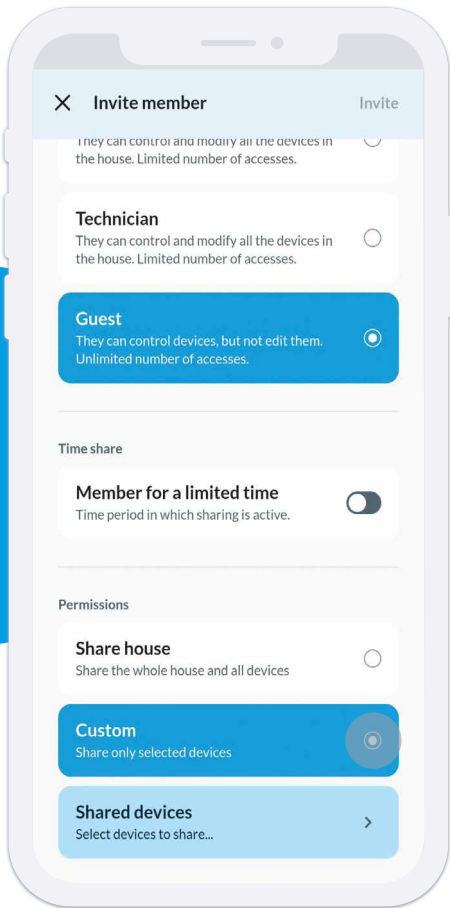 Invite member
Invite
They can control and modify all the devices in
the house. Limited number of accesses.
Technician
They can control and modify all the devices in
the house. Limited number of accesses.
Guest
They can control devices, but not edit them.
Unlimited number of accesses.
Time share
Member for a limited time
Time period in which sharing is active.
Permissions
Share house
Share the whole house and all devices
Custom
Share only selected devices
Shared devices
Select devices to share...